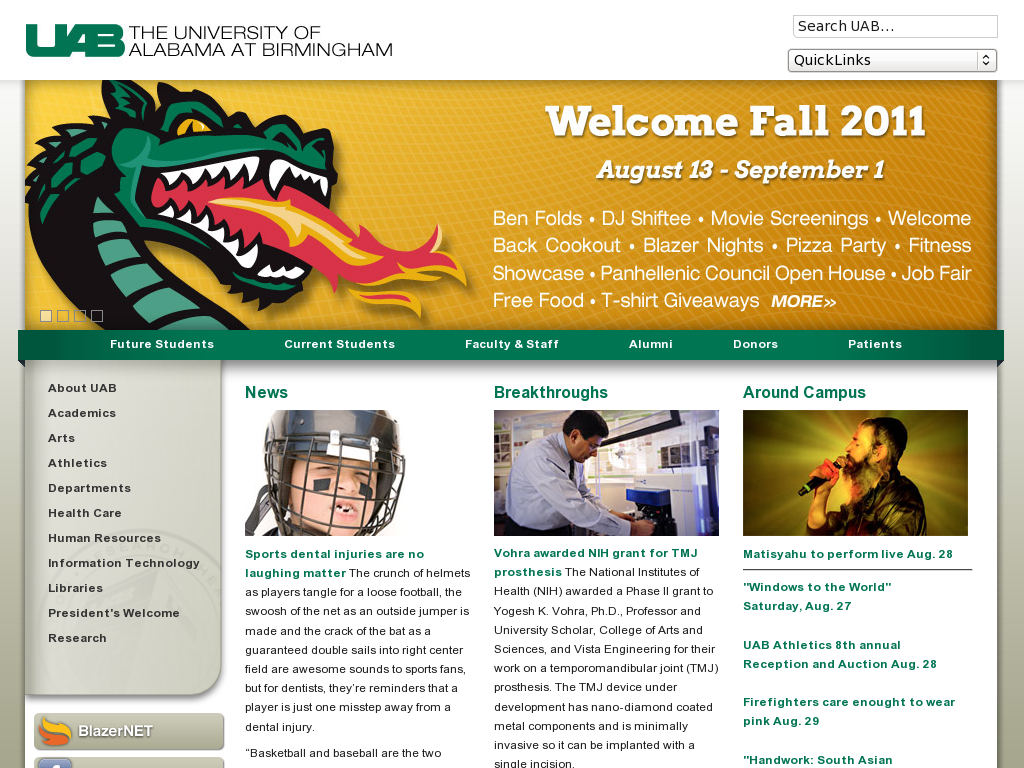 UAB THE UNIVERSITY OF
ALABAMA AT BIRMINGHAM
Search UAB...
QuickLinks
Welcome Fall 2011
August 13 - September 1
Ben Folds • DJ Shiftee • Movie Screenings • Welcome
Back Cookout • Blazer Nights • Pizza Party • Fitness
Showcase • Panhellenic Council Open House • Job Fair
Free Food • T-shirt Giveaways MORE»
Future Students Current Students Faculty & Staff Alumni Donors Patients
About UAB
Academics
Arts
Athletics
Departments
Health Care
Human Resources
Information Technology
Libraries
President's Welcome
Research
BlazerNET
News
Sports dental injuries are no
laughing matter The crunch of helmets
as players tangle for a loose football, the
swoosh of the net as an outside jumper is
made and the crack of the bat as a
guaranteed double sails into right center
field are awesome sounds to sports fans,
but for dentists, they're reminders that a
player is just one misstep away from a
dental injury.
“Basketball and baseball are the two
Breakthroughs
Vohra awarded NIH grant for TMJ
prosthesis The National Institutes of
Health (NIH) awarded a Phase II grant to
Yogesh K. Vohra, Ph.D., Professor and
University Scholar, College of Arts and
Sciences, and Vista Engineering for their
work on a temporomandibular joint (TMJ)
prosthesis. The TMJ device under
development has nano-diamond coated
metal components and is minimally
invasive so it can be implanted with a
single incision.
Around Campus
Matisyahu to perform live Aug. 28
"Windows to the World"
Saturday, Aug. 27
UAB Athletics 8th annual
Reception and Auction Aug. 28
Firefighters care enought to wear
pink Aug. 29
"Handwork: South Asian